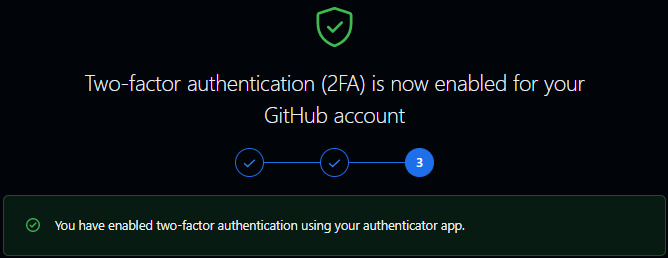 Two-factor authentication (2FA) is now enabled for your
GitHub account
3
You have enabled two-factor authentication using your authenticator app.